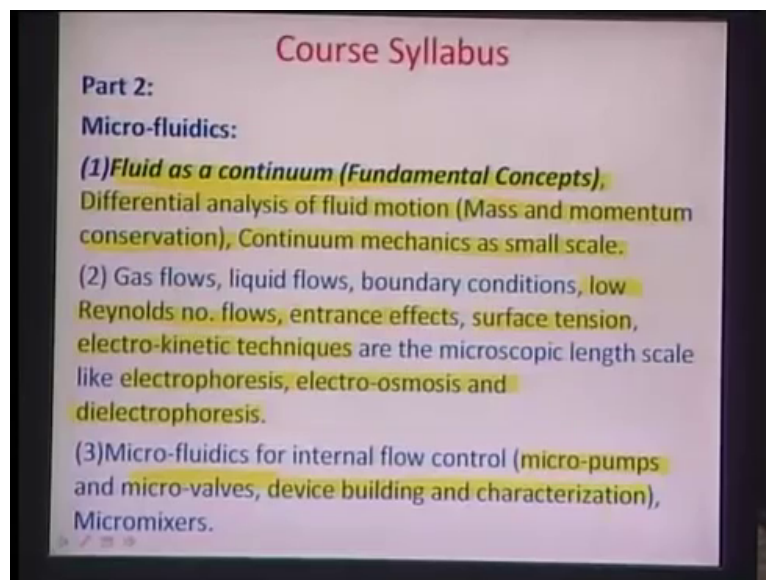 Course Syllabus
Part 2:
Micro-fluidics:
(1)Fluid as a continuum (Fundamental Concepts),
Differential analysis of fluid motion (Mass and momentum
conservation), Continuum mechanics as small scale.
(2) Gas flows, liquid flows, boundary conditions, low
Reynolds no. flows, entrance effects, surface tension,
electro-kinetic techniques are the microscopic length scale
like electrophoresis, electro-osmosis and
dielectrophoresis.
(3)Micro-fluidics for internal flow control (micro-pumps
and micro-valves, device building and characterization),
Micromixers.